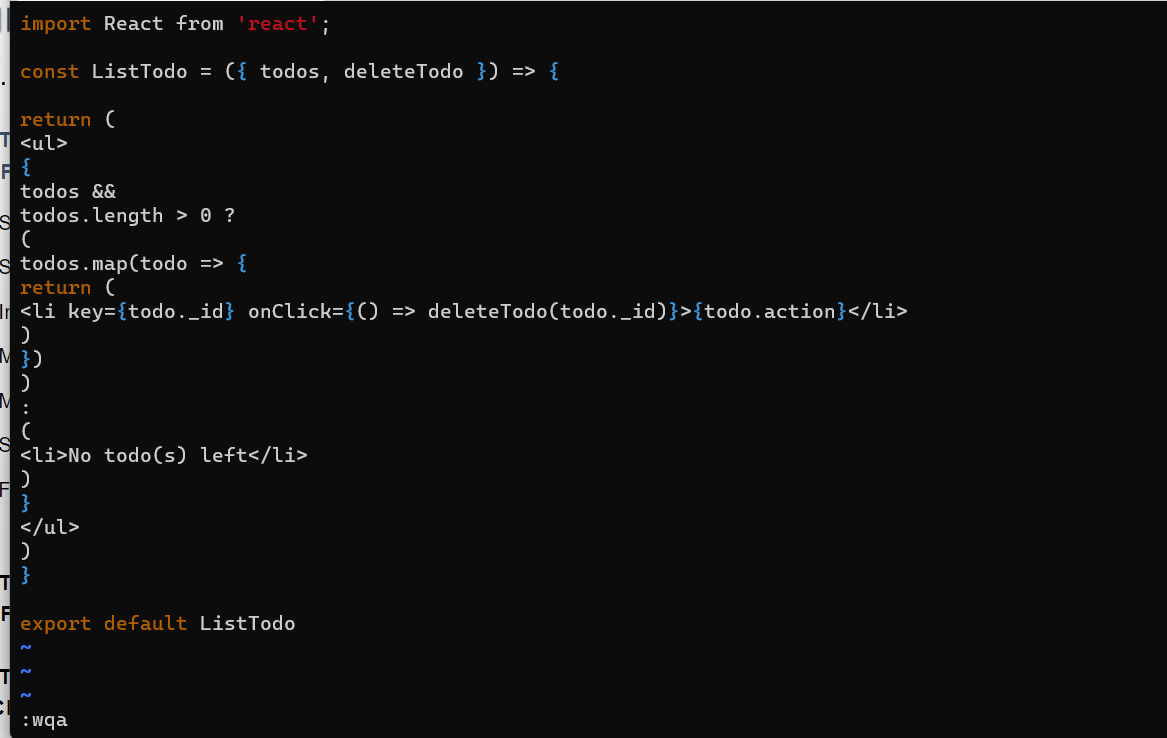 import React from 'react';
const ListTodo = ({ todos, deleteTodo }) => {
return (
<ul>
{
todos &&
todos.length > 0 ?
(
todos.map(todo => {
return (
<li key={todo._id} onClick={() => deleteTodo(todo._id)}>{todo.action}</li>
)
})
)
:
(
<li>No todo(s) left</li>
)
}
</ul>
)
}
export default ListTodo
~
~
~
:wqa